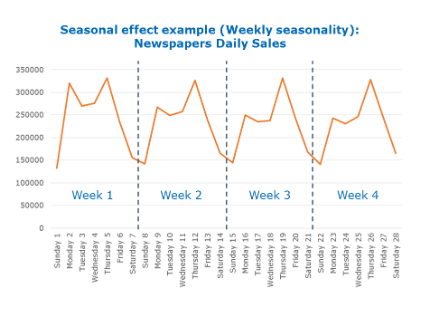 Seasonal effect example (Weekly seasonality):
Newspapers Daily Sales
350000
300000
250000
200000
150000
100000
50000
0
Week 1
Week 2
Week 3
Week 4
Sunday 1
Monday 2
Tuesday 3
Wednesday 4
Thursday 5
Friday 6
Saturday 7
Sunday 8
Monday 9
Tuesday 10
Wednesday 11
Thursday 12
Friday 13
Saturday 14
Sunday 15
Monday 16
Tuesday 17
Wednesday 18
Thursday 19
Friday 20
Saturday 21
Sunday 22
Monday 23
Tuesday 24
Wednesday 25
Thursday 26
Friday 27
Saturday 28